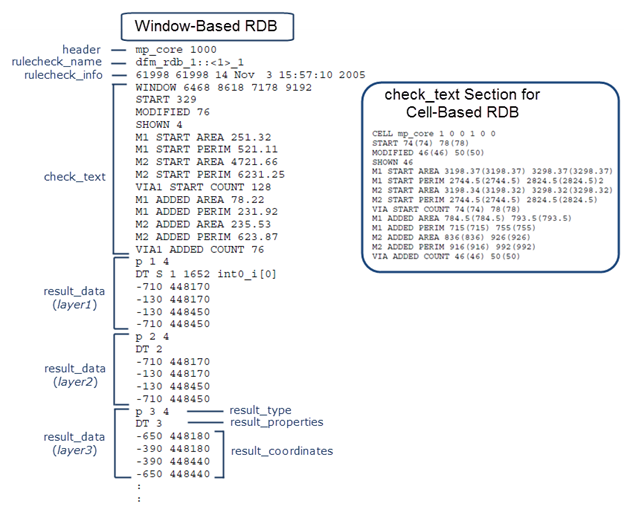 Window-Based RDB
header
mp_core 1000
rulecheck_name
dfm_rdb_1::<1>_1
rulecheck_info
61998 61998 14 Nov 3 15:57:10 2005
check_text
WINDOW 6468 8618 7178 9192
START 329
MODIFIED 76
SHOWN 4
M1 START AREA 251.32
M1 START PERIM 521.11
M2 START AREA 4721.66
M2 START PERIM 6231.25
VIA1 START COUNT 128
M1 ADDED AREA 78.22
M1 ADDED PERIM 231.92
M2 ADDED AREA 235.53
M2 ADDED PERIM 623.87
VIA1 ADDED COUNT 76
result_data
(layer1)
p 1 4
DT S 1 1652 int0_i[0]
-710 448170
-130 448170
-130 448450
-710 448450
result_data
(layer2)
p 2 4
DT 2
-710 448170
-130 448170
-130 448450
-710 448450
result_data
(layer3)
p 3 4
result_type
DT 3
result_properties
-650 448180
-390 448180
-390 448440
-650 448440
result_coordinates
:
:
check_text Section for
Cell-Based RDB
CELL mp_core 1 0 0 1 0 0
START 74(74) 78(78)
MODIFIED 46(46) 50(50)
SHOWN 46
M1 START AREA 3198.37(3198.37) 3298.37(3298.37)
M1 START PERIM 2744.5(2744.5) 2824.5(2824.5)2
M2 START AREA 3198.34(3198.32) 3298.32(3298.32)
M2 START PERIM 2744.5(2744.5) 2824.5(2824.5)
VIA START COUNT 74(74) 78(78)
M1 ADDED AREA 784.5(784.5) 793.5(793.5)
M1 ADDED PERIM 715(715) 755(755)
M2 ADDED AREA 836(836) 926(926)
M2 ADDED PERIM 916(916) 992(992)
VIA ADDED COUNT 46(46) 50(50)